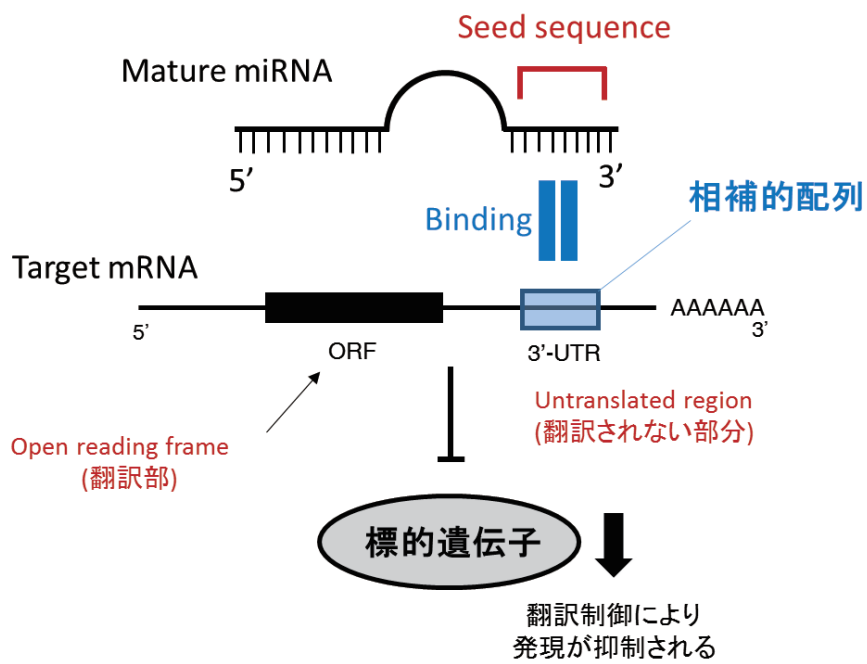 Seed sequence
Mature miRNA
5’
3’
Binding
相補的配列
Target mRNA
AAAAAA
5’
3’
ORF
3’-UTR
Open reading frame
(翻訳部)
Untranslated region
(翻訳されない部分)
標的遺伝子
翻訳制御により
発現が抑制される